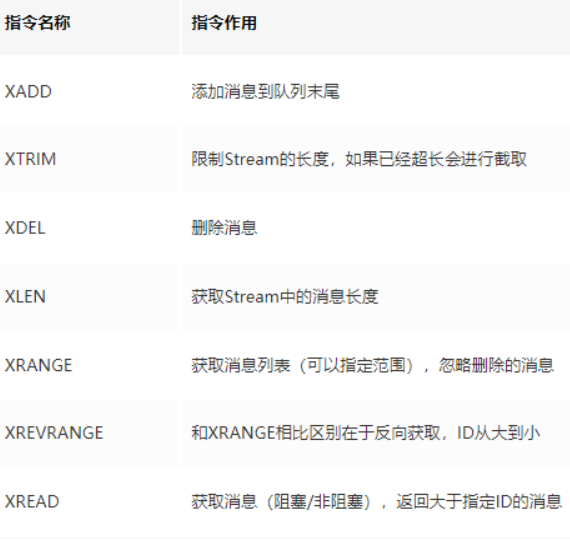 指令名称 指令作用
XADD 添加消息到队列末尾
XTRIM 限制Stream的长度，如果已经超长会进行截取
XDEL 删除消息
XLEN 获取Stream中的消息长度
XRANGE 获取消息列表（可以指定范围），忽略删除的消息
XREVRANGE 和XRANGE相比区别在于反向获取，ID从大到小
XREAD 获取消息（阻塞/非阻塞），返回大于指定ID的消息